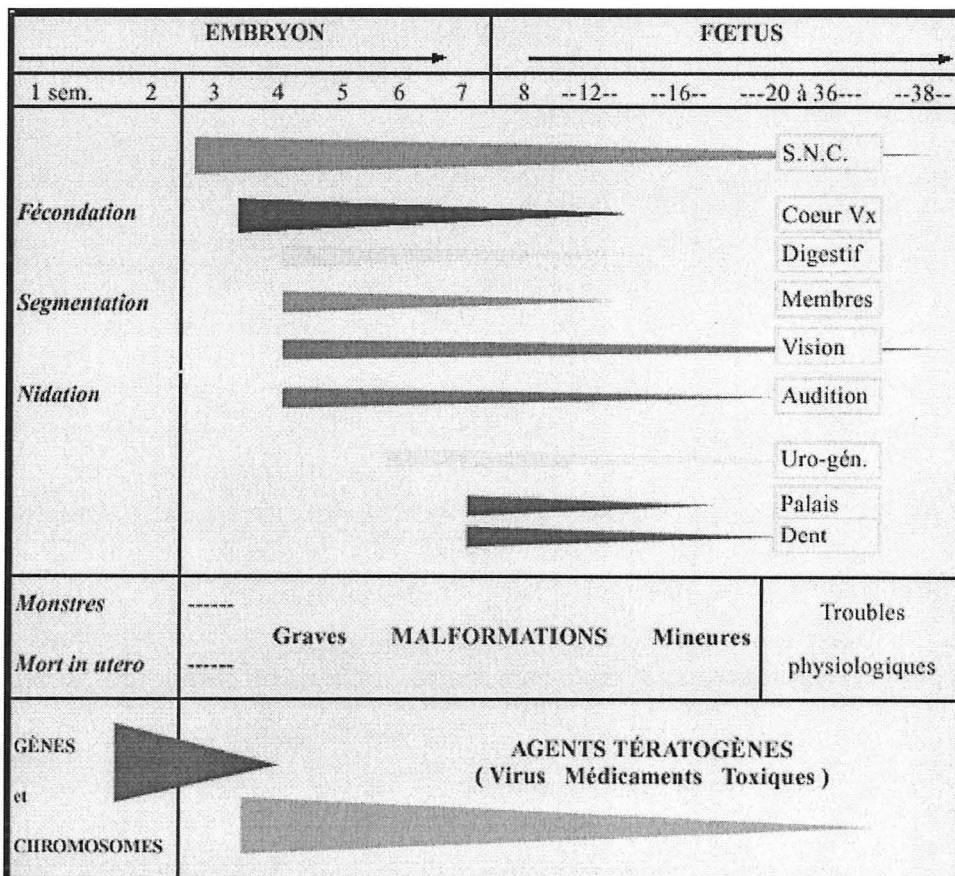 EMBRYON FŒTUS
1 sem. 2 3 4 5 6 7 8 --12-- --16-- ---20 à 36--- --38--
S.N.C.
Fécondation Coeur Vx
Digestif
Segmentation Membres
Vision
Nidation Audition
Uro-gén.
Palais
Dent
Monstres -----
Graves MALFORMATIONS Mineures
Mort in utero -----
Troubles
physiologiques
GÈNES
et
CHROMOSOMES
AGENTS TÉRATOGÈNES
( Virus Médicaments Toxiques )